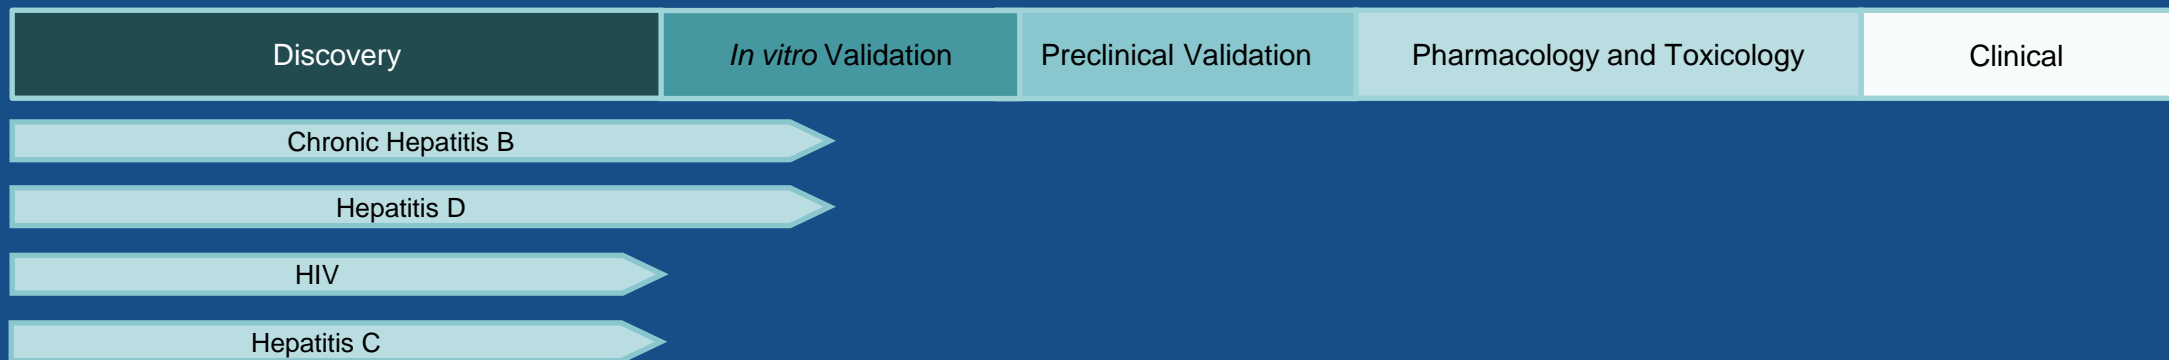 Discovery
In vitro Validation
Preclinical Validation
Pharmacology and Toxicology
Clinical
Chronic Hepatitis B
Hepatitis D
HIV
Hepatitis C